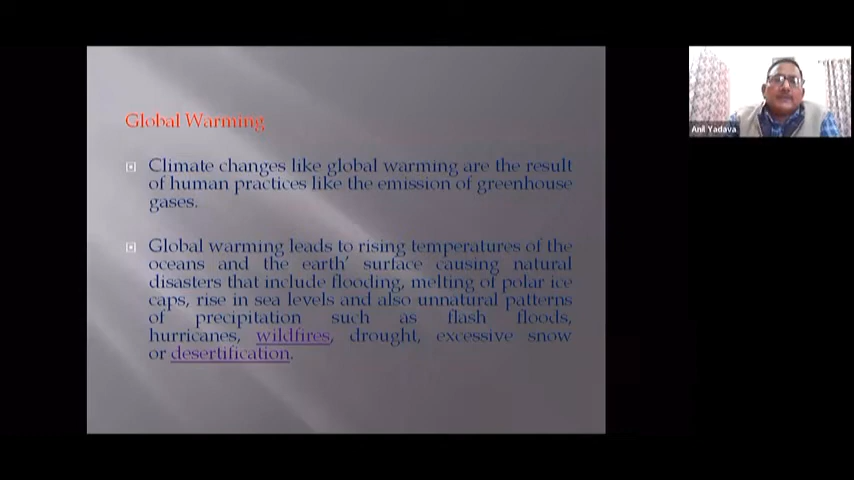 Global Warming
Climate changes like global warming are the result
of human practices like the emission of greenhouse
gases.
Global warming leads to rising temperatures of the
oceans and the earth’ surface causing natural
disasters that include flooding, melting of polar ice
caps, rise in sea levels and also unnatural patterns
of precipitation such as flash floods,
hurricanes, wildfires, drought, excessive snow
or desertification.
Anil Yadava